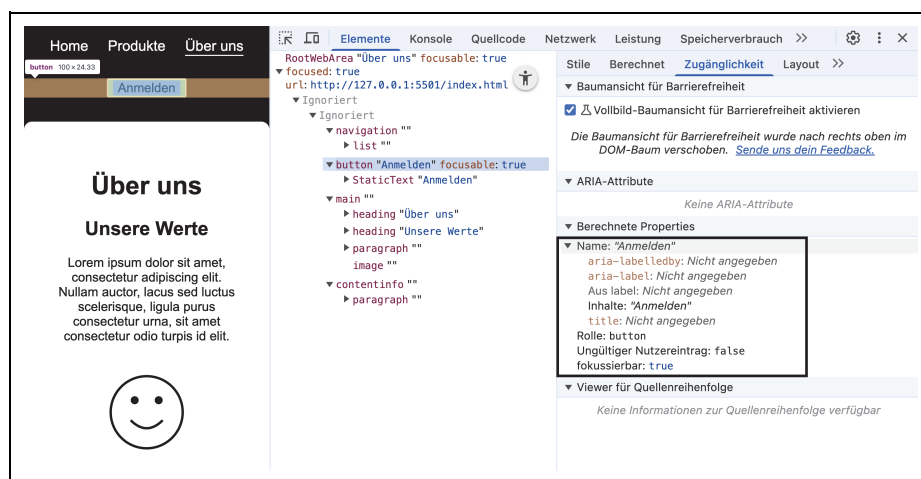 Home Produkte Über uns
button 100 × 24.33
Anmelden
Über uns
Unsere Werte
Lorem ipsum dolor sit amet,
consectetur adipiscing elit.
Nullam auctor, lacus sed luctus
scelerisque, ligula purus
consectetur urna, sit amet
consectetur odio turpis id elit.
Elemente Konsole Quellcode Netzwerk Leistung Speicherverbrauch
RootWebArea "Über uns" focusable: true
focused: true
url: http://127.0.0.1:5501/index.html
Ignoriert
Ignoriert
navigation ""
list ""
button "Anmelden" focusable: true
StaticText "Anmelden"
main ""
heading "Über uns"
heading "Unsere Werte"
paragraph ""
image ""
contentinfo ""
paragraph ""
Stile Berechnet Zugänglichkeit Layout
Baumansicht für Barrierefreiheit
Vollbild-Baumansicht für Barrierefreiheit aktivieren
Die Baumansicht für Barrierefreiheit wurde nach rechts oben im
DOM-Baum verschoben. Sende uns dein Feedback.
ARIA-Attribute
Keine ARIA-Attribute
Berechnete Properties
Name: "Anmelden"
aria-labelledby: Nicht angegeben
aria-label: Nicht angegeben
Aus label: Nicht angegeben
Inhalte: "Anmelden"
title: Nicht angegeben
Rolle: button
Ungültiger Nutzereintrag: false
fokussierbar: true
Viewer für Quellenreihenfolge
Keine Informationen zur Quellenreihenfolge verfügbar